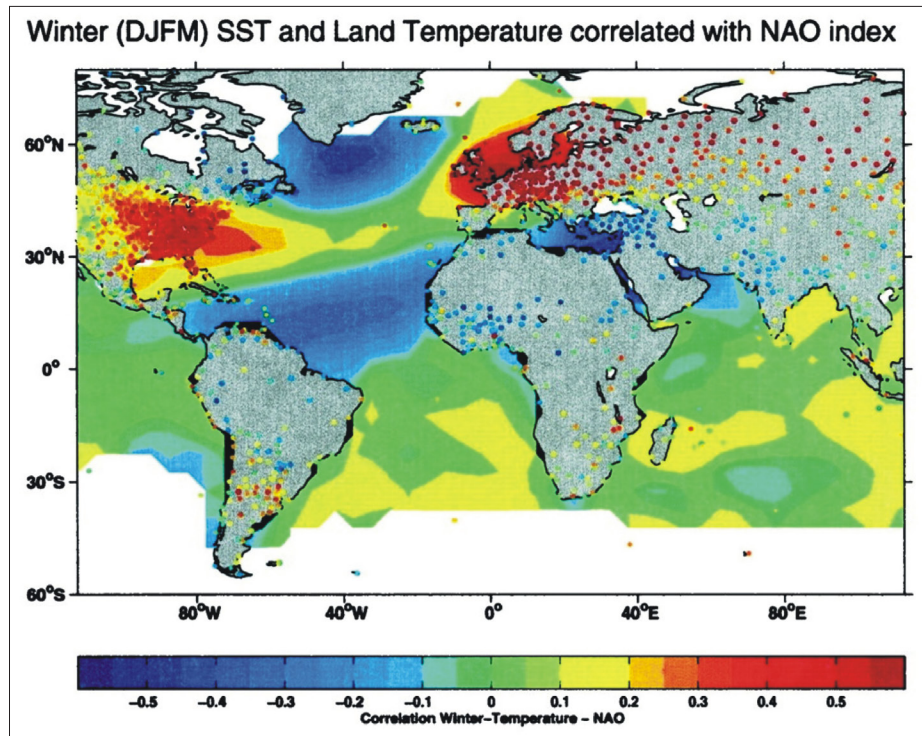 Winter (DJFM) SST and Land Temperature correlated with NAO index
60°N
30°N
0°
30°S
60°S
80°W 40°W 0° 40°E 80°E
−0.5 −0.4 −0.3 −0.2 −0.1 0 0.1 0.2 0.3 0.4 0.5
Correlation Winter−Temperature − NAO